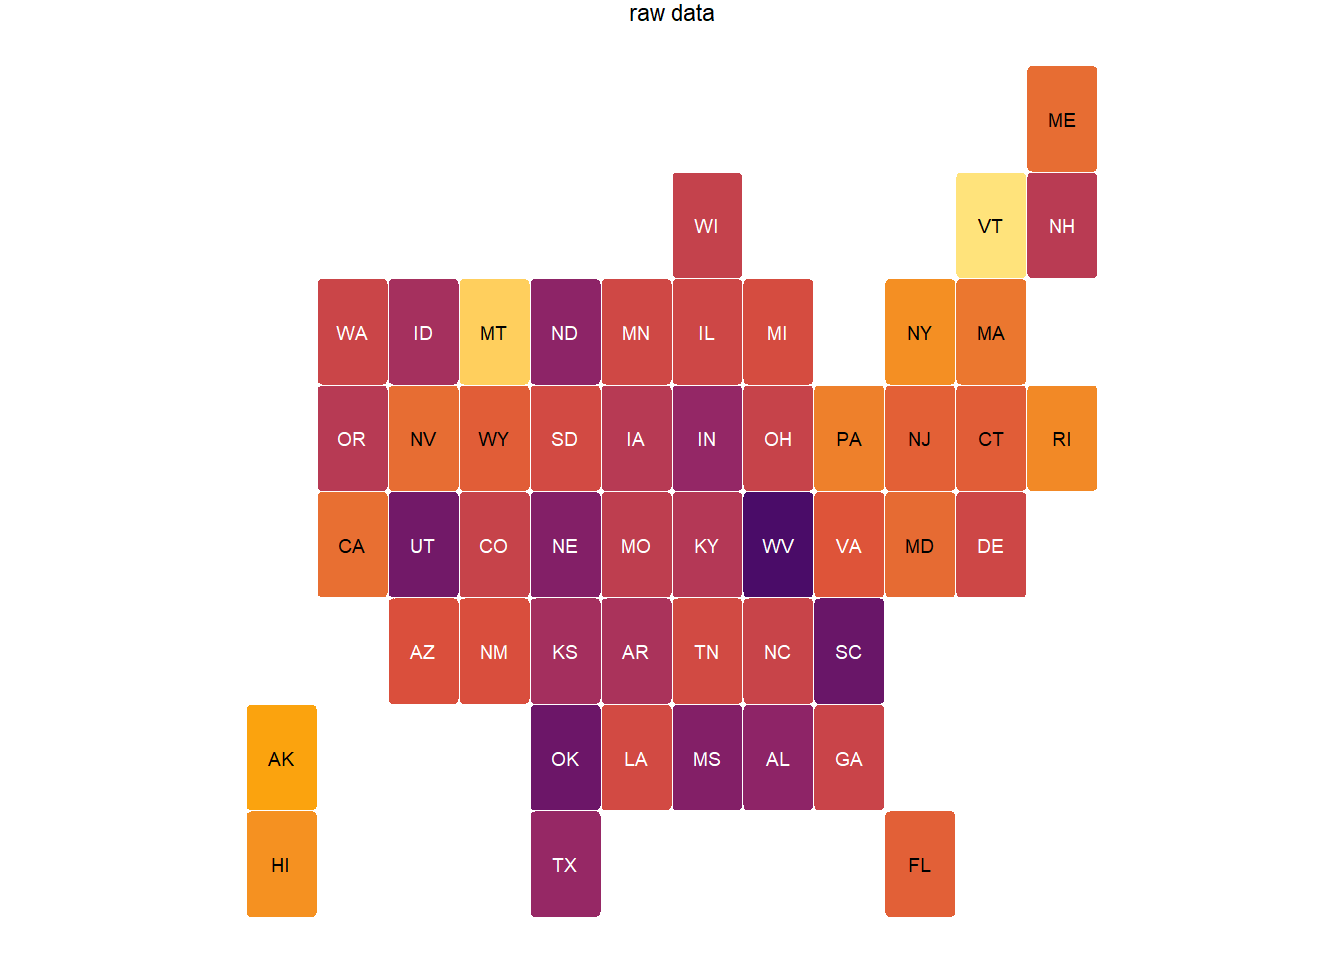 raw data
ME
WI VT NH
WA ID MT ND MN IL MI NY MA
OR NV WY SD IA IN OH PA NJ CT RI
CA UT CO NE MO KY WV VA MD DE
AZ NM KS AR TN NC SC
AK OK LA MS AL GA
HI TX FL